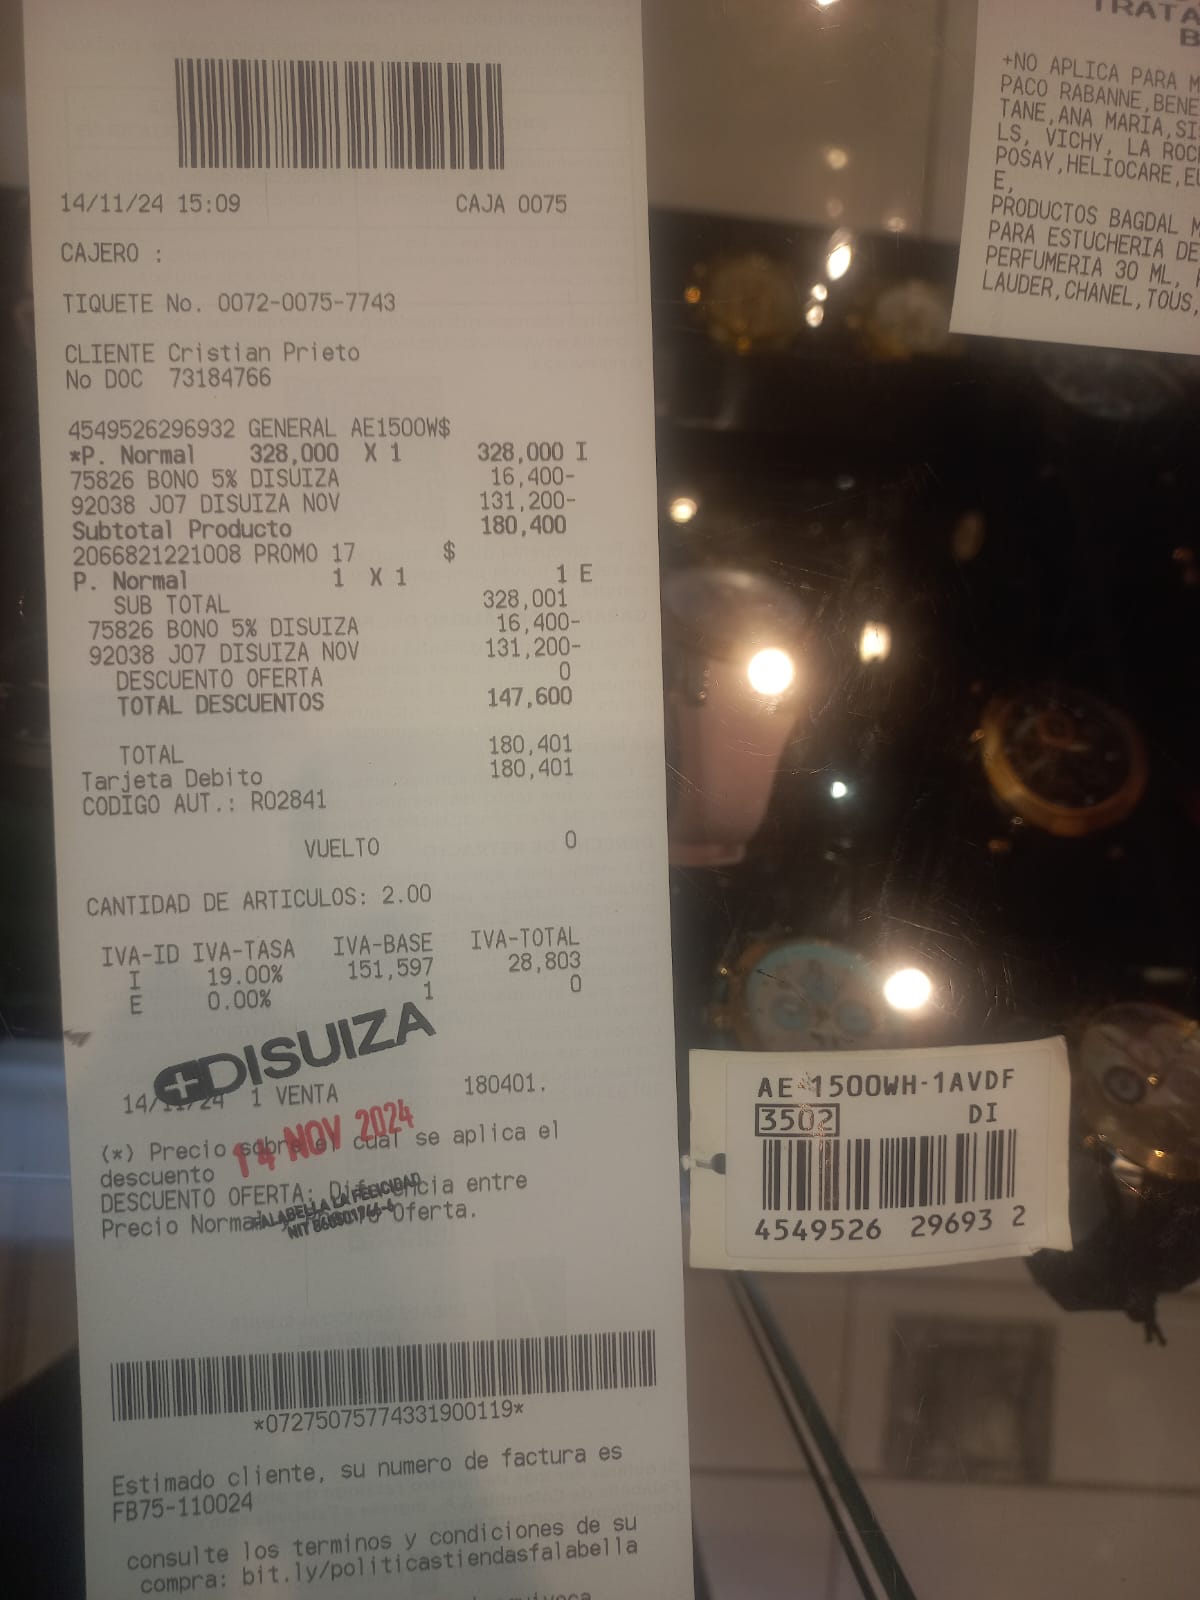 14/11/24 15:09 CAJA 0075
CAJERO :
TIQUETE No. 0072-0075-7743
CLIENTE Cristian Prieto
No DOC 73184766
4549526296932 GENERAL AE1500W$
*P. Normal 328,000 X 1 328,000 I
75826 BONO 5% DISUIZA 16,400-
92038 J07 DISUIZA NOV 131,200-
Subtotal Producto 180,400
2066821221008 PROMO 17 $
P. Normal 1 X 1 1 E
SUB TOTAL 328,001
75826 BONO 5% DISUIZA 16,400-
92038 J07 DISUIZA NOV 131,200-
DESCUENTO OFERTA 0
TOTAL DESCUENTOS 147,600
TOTAL 180,401
Tarjeta Debito 180,401
CODIGO AUT.: R02841
VUELTO 0
CANTIDAD DE ARTICULOS: 2.00
IVA-ID IVA-TASA IVA-BASE IVA-TOTAL
I 19.00% 151,597 28,803
E 0.00% 1 0
DISUIZA
14/11/24 1 VENTA 180401.
14 NOV 2024
(*) Precio sobre el cual se aplica el
descuento
DESCUENTO OFERTA: Diferencia entre
Precio Normal Oferta.
FALABELLA LA FELICIDAD
NIT
*07275075774331900119*
Estimado cliente, su numero de factura es
FB75-110024
consulte los terminos y condiciones de su
compra: bit.ly/politicastiendasfalabella
+NO APLICA PARA
PACO RABANNE,
TANE,ANA MARIA,
LS, VICHY, LA
POSAY,HELIOCARE,
E,
PRODUCTOS BAGDAL
PARA ESTUCHERIA DE
PERFUMERIA 30 ML,
LAUDER,CHANEL,TOUS,
AE-1500WH-1AVDF
3502 DI
4549526 29693 2